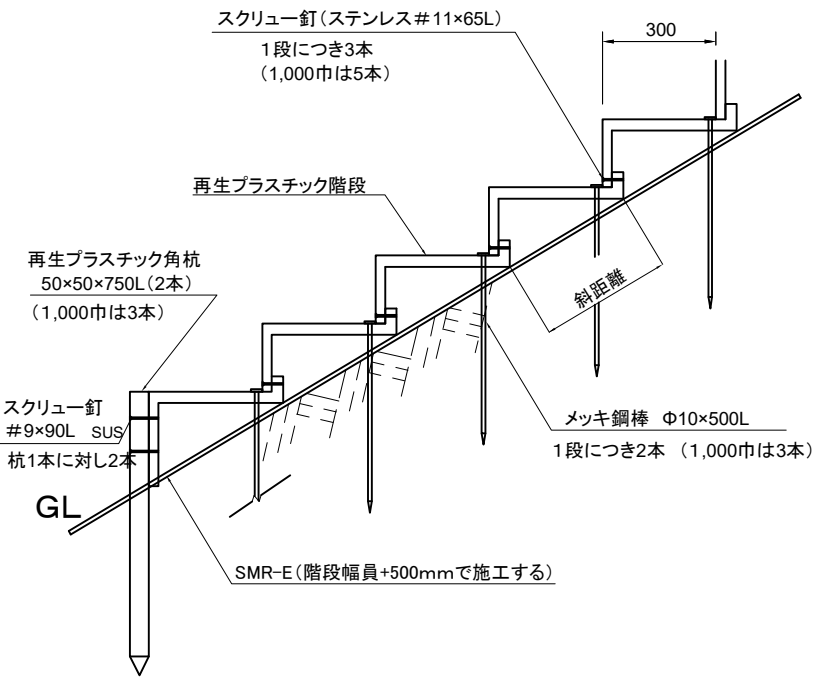 スクリュー釘(ステンレス#11×65L)
1段につき3本
(1,000巾は5本)
300
再生プラスチック階段
再生プラスチック角杭
50×50×750L(2本)
(1,000巾は3本)
斜距離
スクリュー釘
#9×90L SUS
杭1本に対し2本
メッキ鋼棒 Φ10×500L
1段につき2本 (1,000巾は3本)
GL
SMR-E(階段幅員+500mmで施工する)